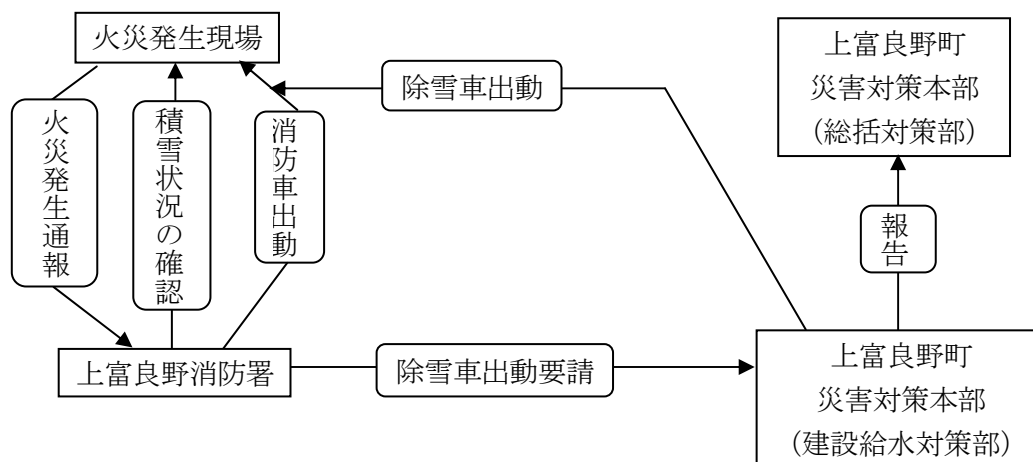 火災発生現場
除雪車出動
上富良野町
災害対策本部
(総括対策部)
火災発生通報
積雪状況の確認
消防車出動
報告
上富良野消防署
除雪車出動要請
上富良野町
災害対策本部
(建設給水対策部)